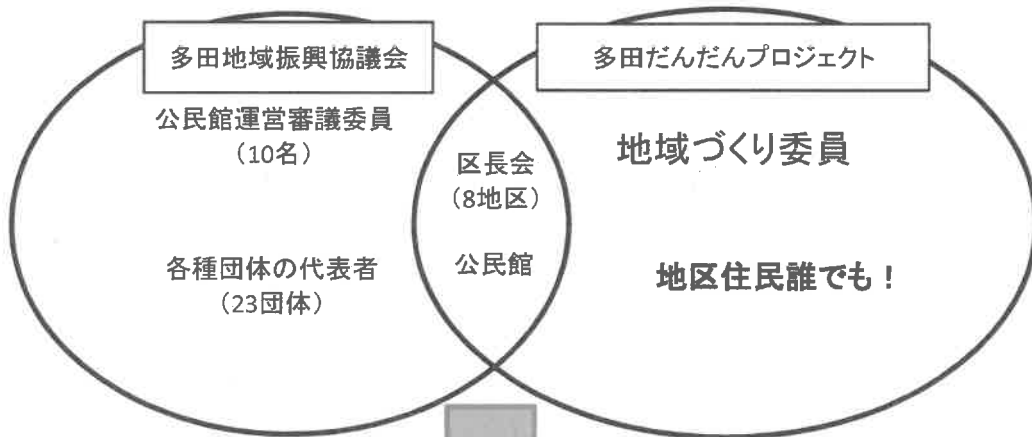 多田地域振興協議会
公民館運営審議委員
（10名）
各種団体の代表者
（23団体）
区長会
（8地区）
公民館
多田だんだんプロジェクト
地域づくり委員
地区住民誰でも！